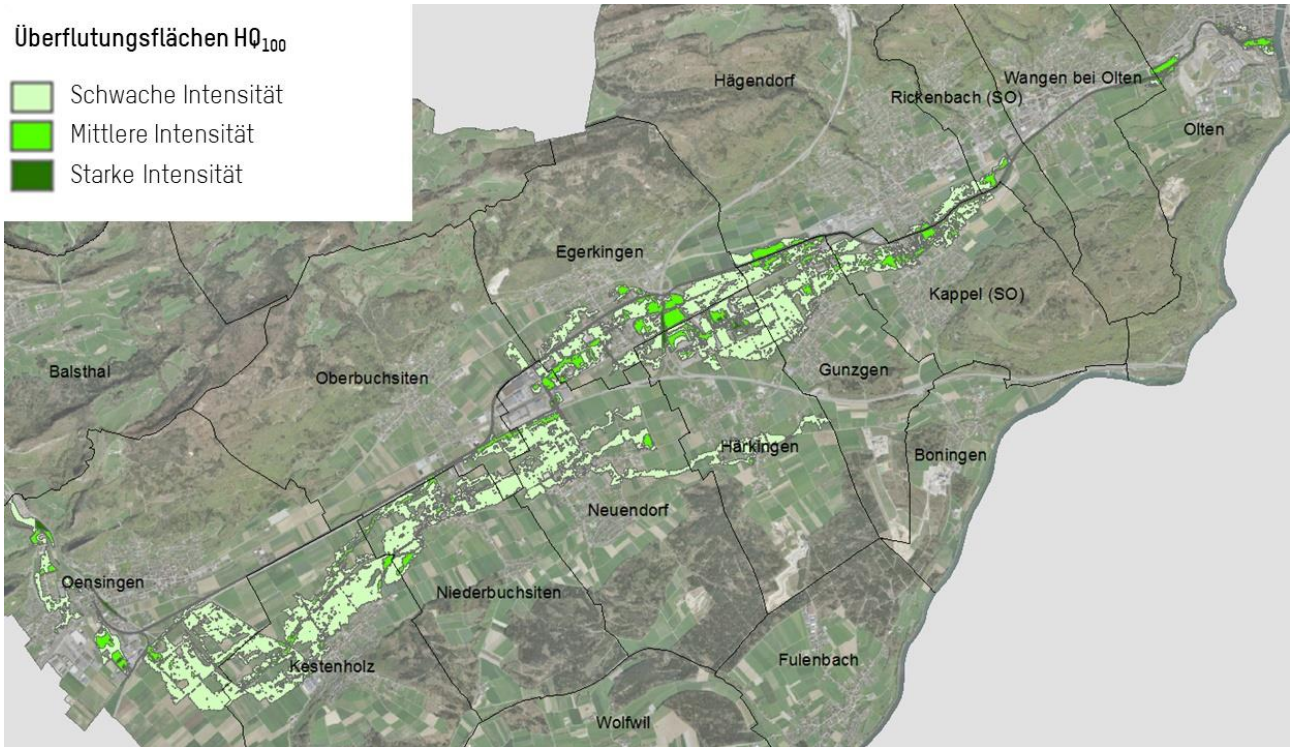 Überflutungsflächen HQ100
Schwache Intensität
Mittlere Intensität
Starke Intensität
Hägendorf
Wangen bei Olten
Rickenbach (SO)
Olten
Egerkingen
Kappel (SO)
Balsthal
Oberbuchsiten
Gunzgen
Härkingen
Boningen
Neuendorf
Oensingen
Niederbuchsiten
Kestenholz
Fulenbach
Wolfwil